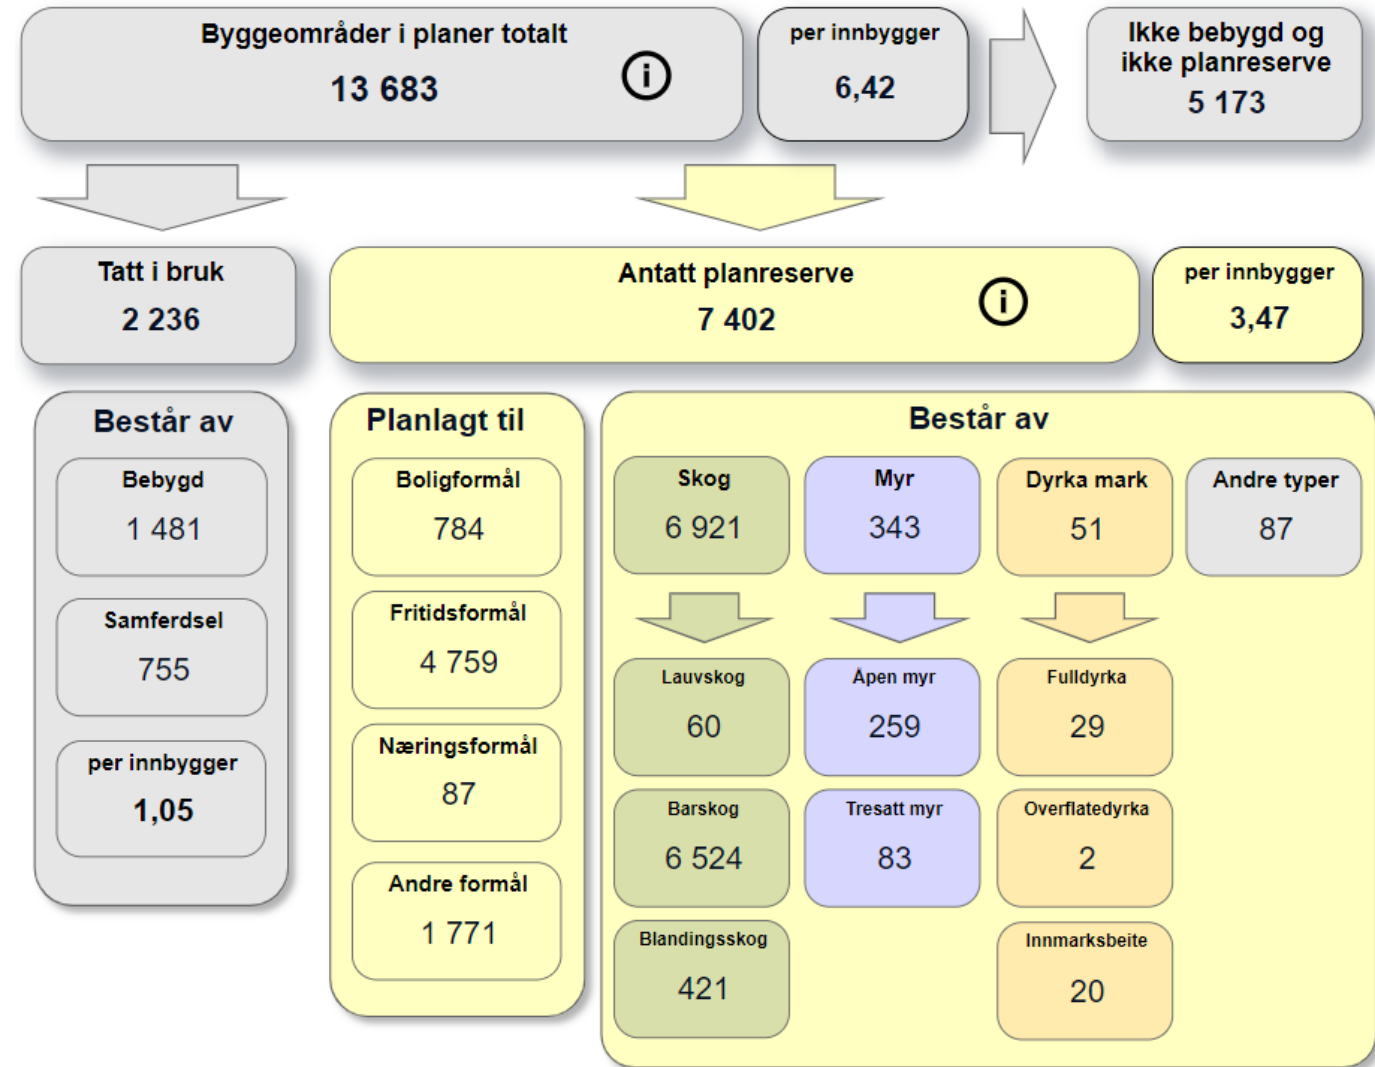 Byggeområder i planer totalt
13 683
i
per innbygger
6,42
Ikke bebygd og
ikke planreserve
5 173
Tatt i bruk
2 236
Antatt planreserve
7 402
i
per innbygger
3,47
Består av
Bebygd
1 481
Samferdsel
755
per innbygger
1,05
Planlagt til
Boligformål
784
Fritidsformål
4 759
Næringsformål
87
Andre formål
1 771
Består av
Skog
6 921
Myr
343
Dyrka mark
51
Andre typer
87
Lauvskog
60
Åpen myr
259
Fulldyrka
29
Barskog
6 524
Tresatt myr
83
Overflatedyrka
2
Blandingsskog
421
Innmarksbeite
20